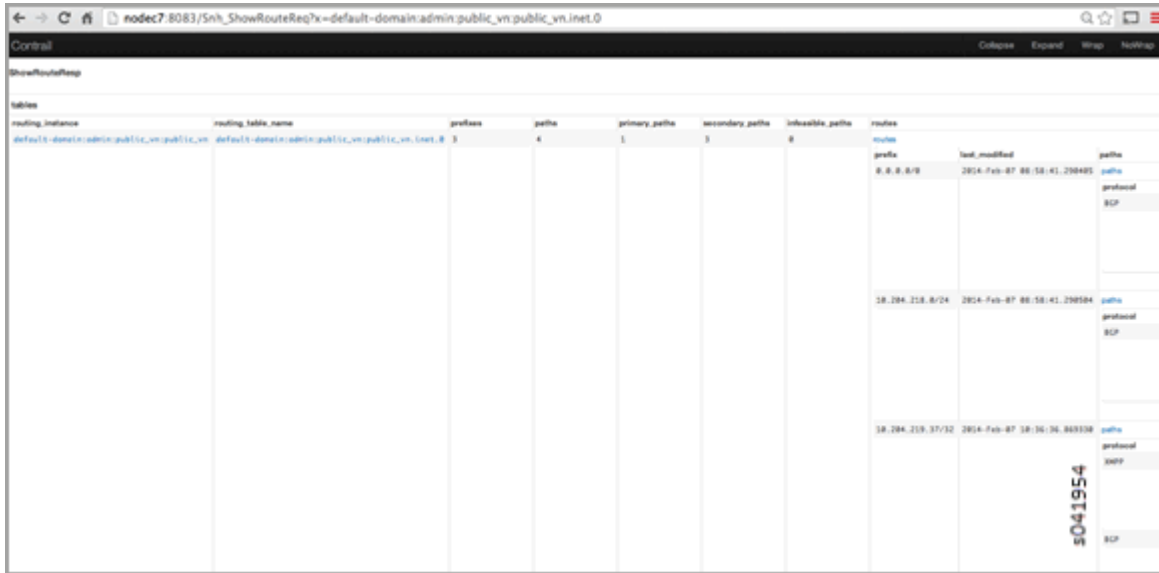 nodec7:8083/Snh_ShowRouteReq?x=default-domain:admin:public_vn:public_vn.inet.0
Contrail
Collapse Expand Wrap NoWrap
ShowRouteResp
tables
routing_instance routing_table_name prefixes paths primary_paths secondary_paths infeasible_paths routes
default-domain:admin:public_vn:public_vn default-domain:admin:public_vn:public_vn.inet.0 3 4 1 3 0 routes
prefix last_modified paths
0.0.0.0/0 2014-Feb-07 08:58:41.290405 paths
protocol
BGP
10.204.218.0/24 2014-Feb-07 08:58:41.290504 paths
protocol
BGP
10.204.219.37/32 2014-Feb-07 10:36:36.869330 paths
protocol
XMPP
BGP
s041954